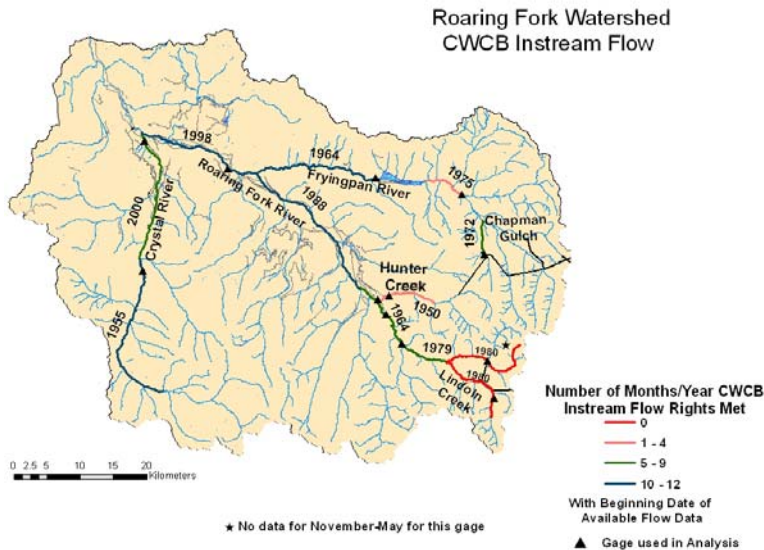 Roaring Fork Watershed
CWCB Instream Flow
1998
1964
Fryingpan River
1975
Roaring Fork River
1988
2000
Crystal River
1972
Chapman
Gulch
Hunter
Creek
1950
1964
1955
1979
1980
1980
Lincoln
Creek
Number of Months/Year CWCB
Instream Flow Rights Met
0
1 - 4
5 - 9
10 - 12
With Beginning Date of
Available Flow Data
Gage used in Analysis
0 2.5 5 10 15 20
Kilometers
★ No data for November-May for this gage